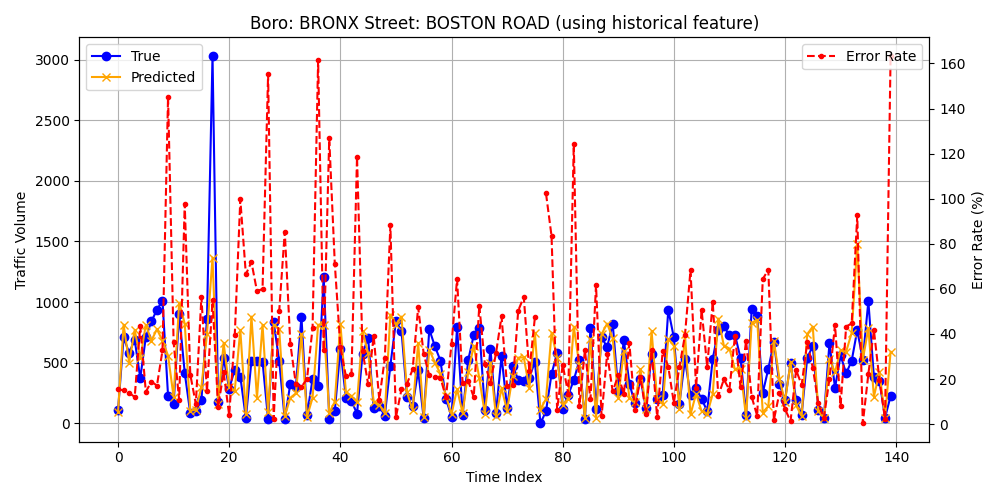 Boro: BRONX Street: BOSTON ROAD (using historical feature)
True
Predicted
Error Rate
Traffic Volume
3000
2500
2000
1500
1000
500
0
160
140
120
100
80
60
40
20
0
Error Rate (%)
0 20 40 60 80 100 120 140
Time Index